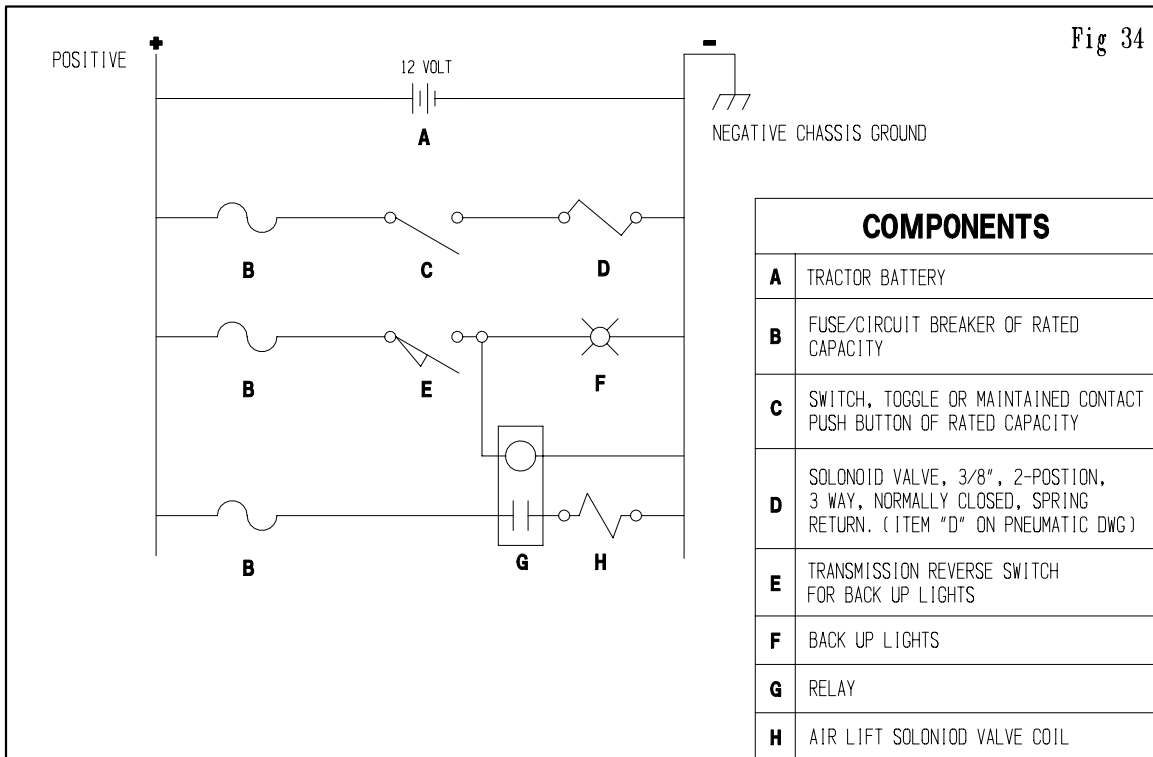 Fig 34
+
-
POSITIVE
12 VOLT
A
NEGATIVE CHASSIS GROUND
B
C
D
B
E
F
B
G
H
COMPONENTS
A TRACTOR BATTERY
B FUSE/CIRCUIT BREAKER OF RATED
CAPACITY
C SWITCH, TOGGLE OR MAINTAINED CONTACT
PUSH BUTTON OF RATED CAPACITY
D SOLONOID VALVE, 3/8", 2-POSTION,
3 WAY, NORMALLY CLOSED, SPRING
RETURN. (ITEM "D" ON PNEUMATIC DWG)
E TRANSMISSION REVERSE SWITCH
FOR BACK UP LIGHTS
F BACK UP LIGHTS
G RELAY
H AIR LIFT SOLONIOD VALVE COIL